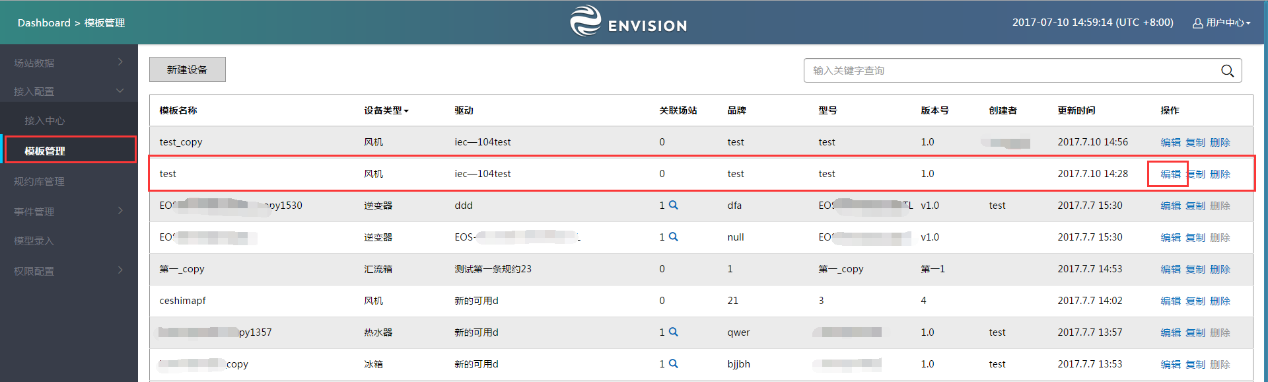 Dashboard > 模板管理
ENVISION
2017-07-10 14:59:14 (UTC +8:00) 用户中心
场站数据
接入配置
接入中心
模板管理
规约库管理
事件管理
模型录入
权限配置
新建设备
输入关键字查询
模板名称 设备类型 驱动 关联场站 品牌 型号 版本号 创建者 更新时间 操作
test_copy 风机 iec—104test 0 test test 1.0 2017.7.10 14:56 编辑 复制 删除
test 风机 iec—104test 0 test test 1.0 2017.7.10 14:28 编辑 复制 删除
EOS opy1530 逆变器 ddd 1 dfa EOS TL v1.0 test 2017.7.7 15:30 编辑 复制 删除
EO 逆变器 EOS- 1 null EO v1.0 2017.7.7 15:30 编辑 复制 删除
第一_copy 汇流箱 测试第一条规约23 0 1 第一_copy 第一1 2017.7.7 14:53 编辑 复制 删除
ceshimapf 风机 新的可用d 0 21 3 4 2017.7.7 14:02 编辑 复制 删除
py1357 热水器 新的可用d 1 qwer 1.0 test 2017.7.7 13:57 编辑 复制 删除
copy 冰箱 新的可用d 1 bjjbh 1.0 test 2017.7.7 13:53 编辑 复制 删除